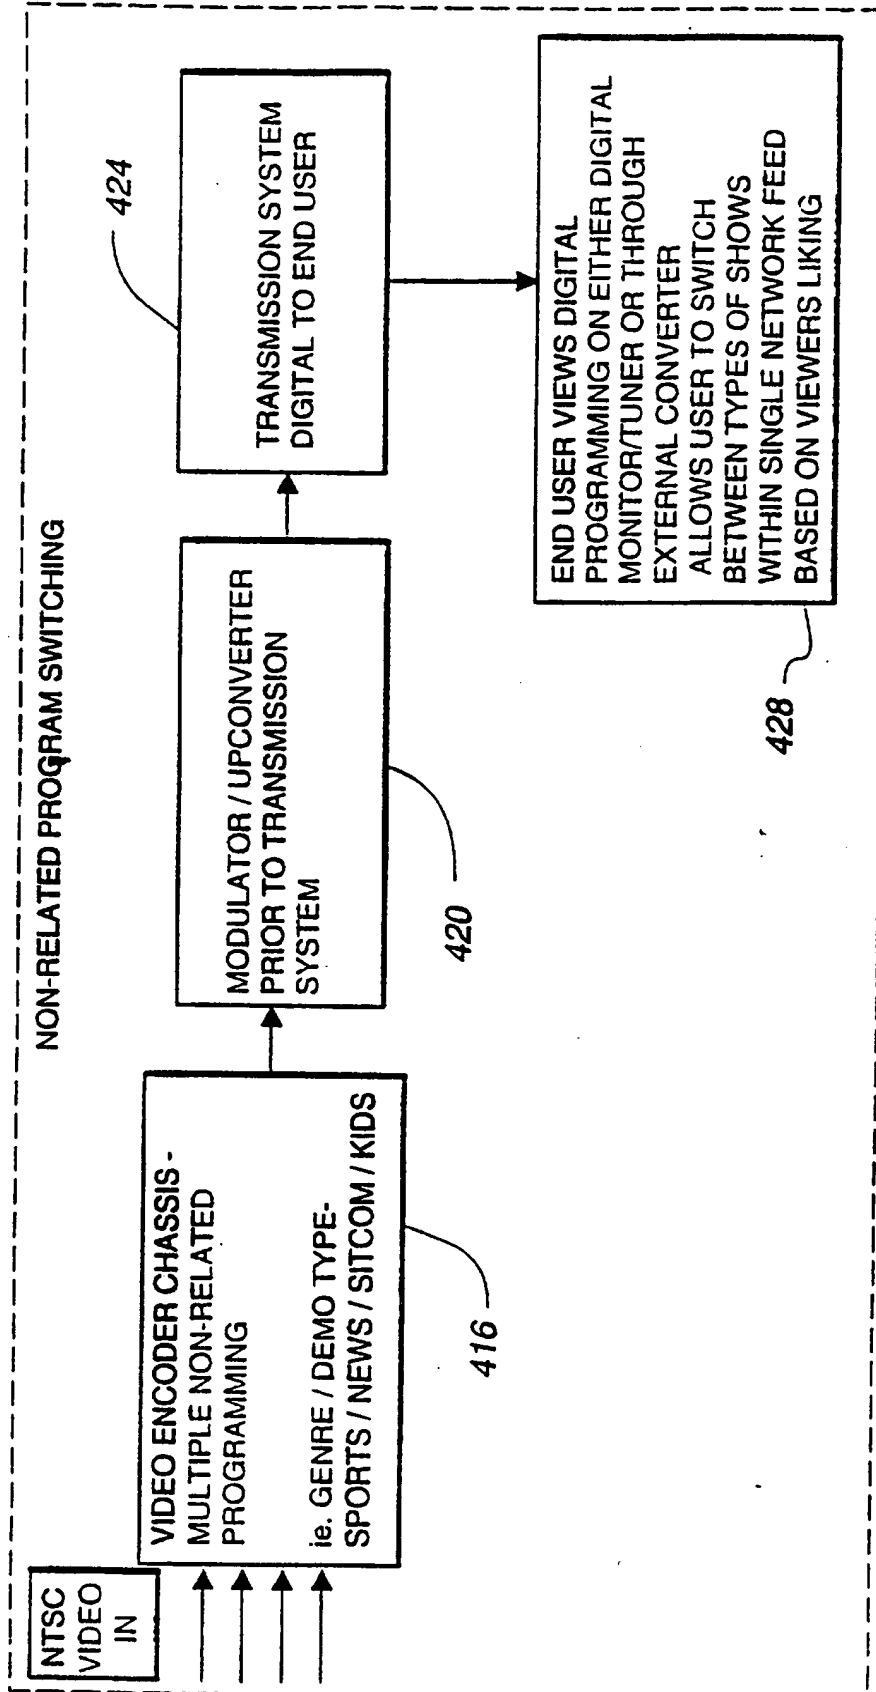 NON-RELATED PROGRAM SWITCHING
NTSC
VIDEO
IN
VIDEO ENCODER CHASSIS -
MULTIPLE NON-RELATED
PROGRAMMING
ie. GENRE / DEMO TYPE-
SPORTS / NEWS / SITCOM / KIDS
416
MODULATOR / UPCONVERTER
PRIOR TO TRANSMISSION
SYSTEM
420
TRANSMISSION SYSTEM
DIGITAL TO END USER
424
END USER VIEWS DIGITAL
PROGRAMMING ON EITHER DIGITAL
MONITOR/TUNER OR THROUGH
EXTERNAL CONVERTER
ALLOWS USER TO SWITCH
BETWEEN TYPES OF SHOWS
WITHIN SINGLE NETWORK FEED
BASED ON VIEWERS LIKING
428